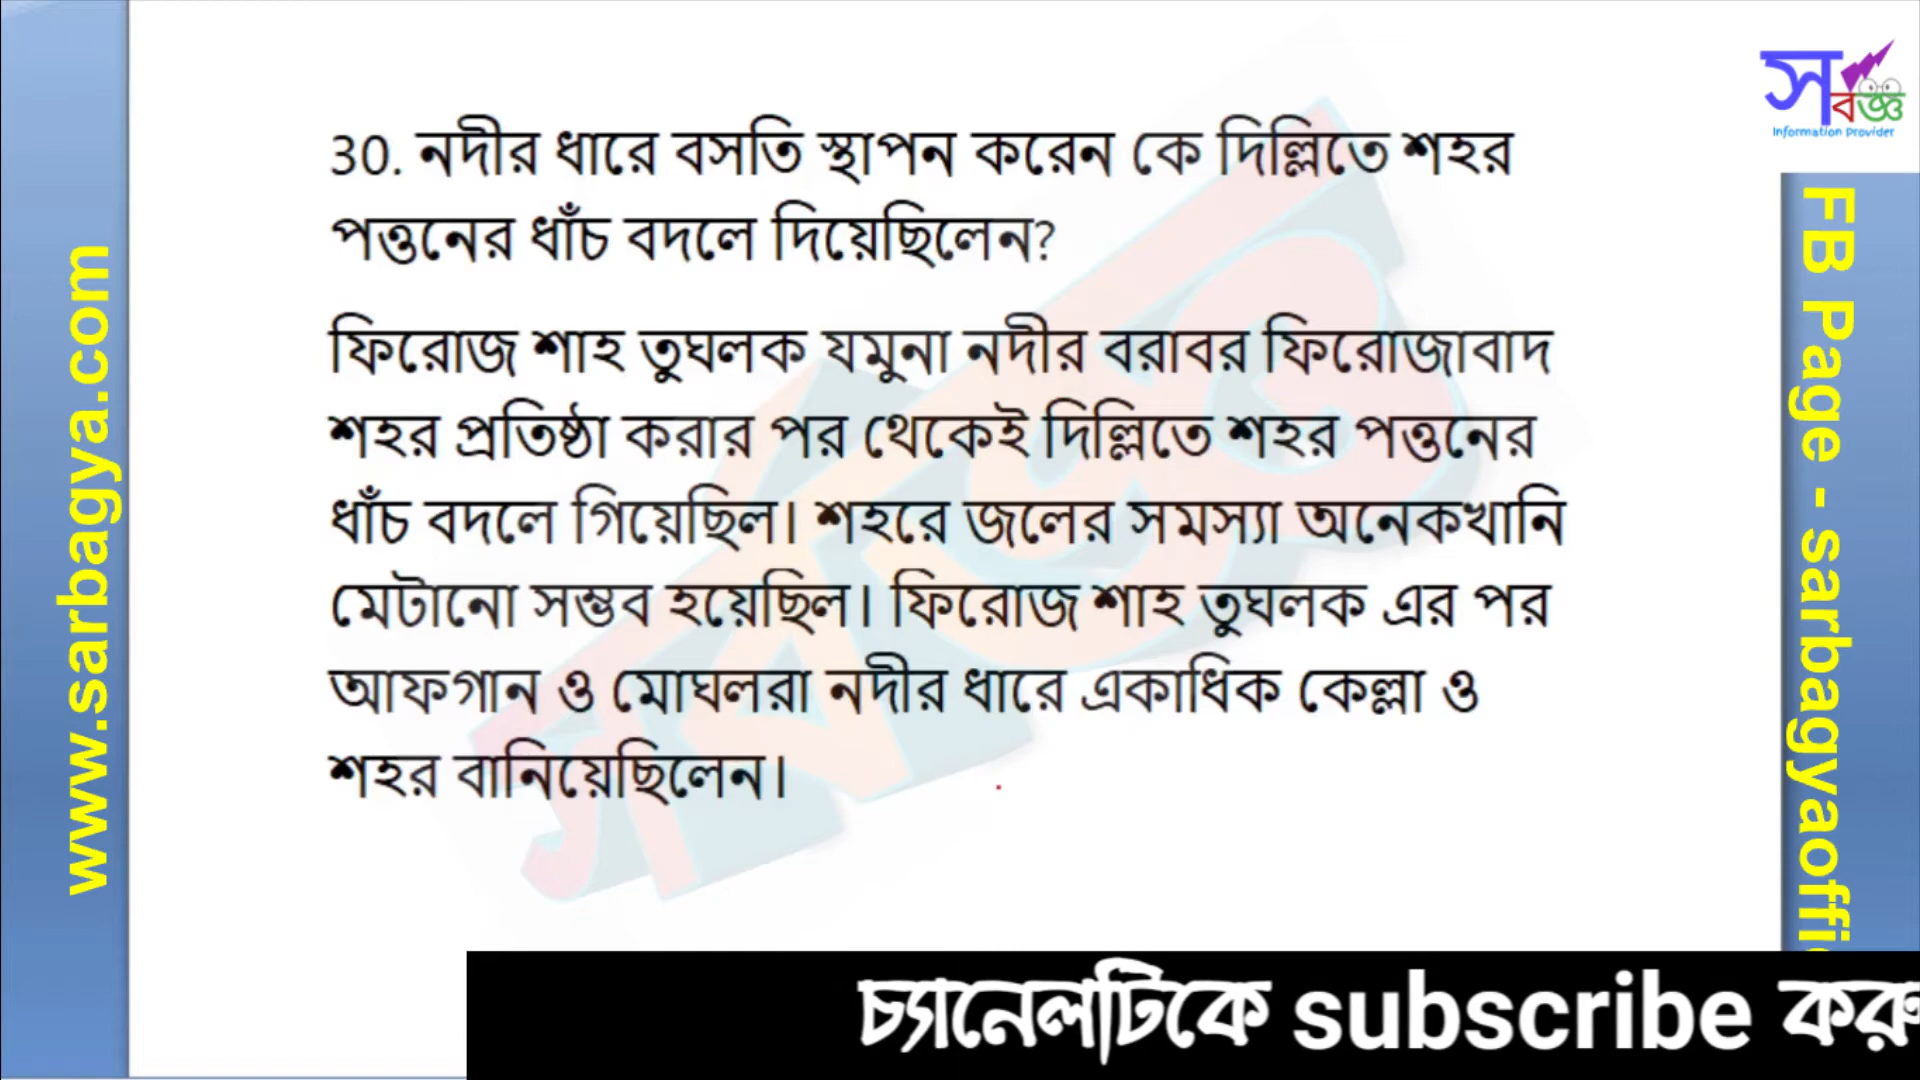 স
বজ্ঞ
Information Provider
30. নদীর ধারে বসতি স্থাপন করেন কে দিল্লিতে শহর
পত্তনের ধাঁচ বদলে দিয়েছিলেন?
ফিরোজ শাহ তুঘলক যমুনা নদীর বরাবর ফিরোজাবাদ
শহর প্রতিষ্ঠা করার পর থেকেই দিল্লিতে শহর পত্তনের
ধাঁচ বদলে গিয়েছিল। শহরে জলের সমস্যা অনেকখানি
মেটানো সম্ভব হয়েছিল। ফিরোজ শাহ তুঘলক এর পর
আফগান ও মোঘলরা নদীর ধারে একাধিক কেল্লা ও
শহর বানিয়েছিলেন।
www.sarbagya.com
FB Page - sarbagyaoffi
চ্যানেলটিকে subscribe করু